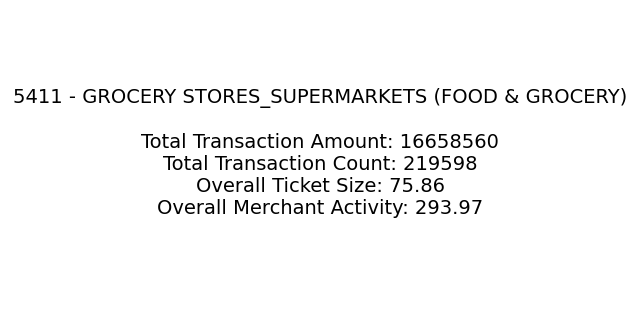 5411 - GROCERY STORES_SUPERMARKETS (FOOD & GROCERY)
Total Transaction Amount: 16658560
Total Transaction Count: 219598
Overall Ticket Size: 75.86
Overall Merchant Activity: 293.97